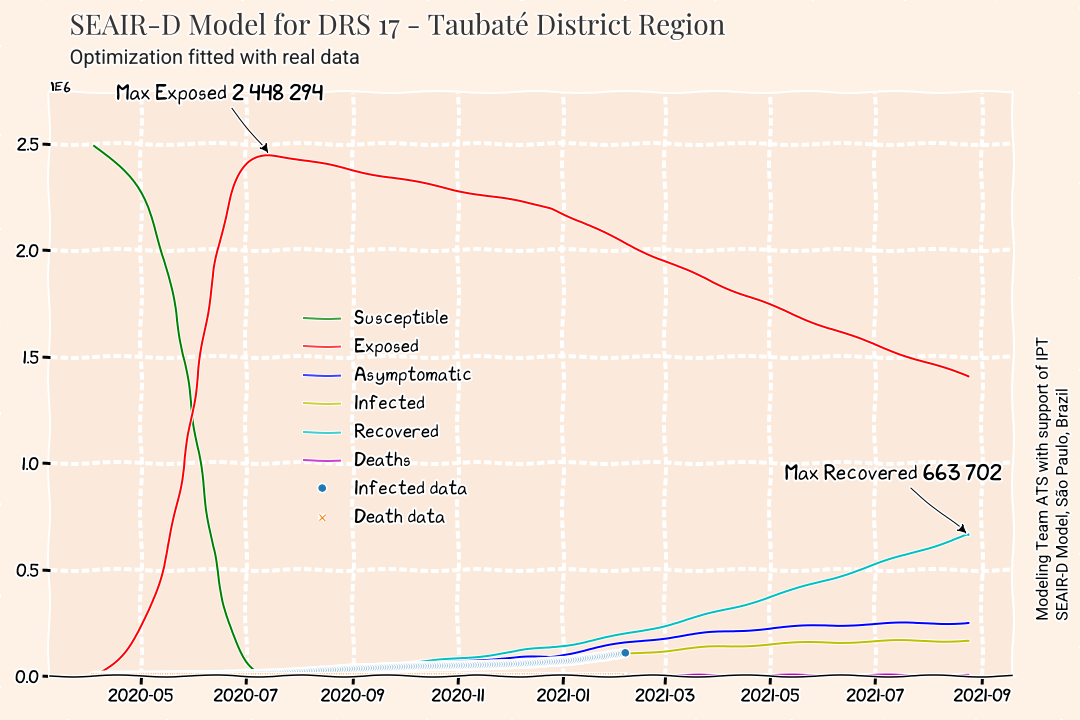 SEAIR-D Model for DRS 17 - Taubaté District Region
Optimization fitted with real data
1E6
Max Exposed 2 448 294
2.5
2.0
1.5
1.0
0.5
0.0
Susceptible
Exposed
Asymptomatic
Infected
Recovered
Deaths
Infected data
Death data
Max Recovered 663 702
2020-05
2020-07
2020-09
2020-11
2021-01
2021-03
2021-05
2021-07
2021-09
Modeling Team ATS with support of IPT
SEAIR-D Model, São Paulo, Brazil